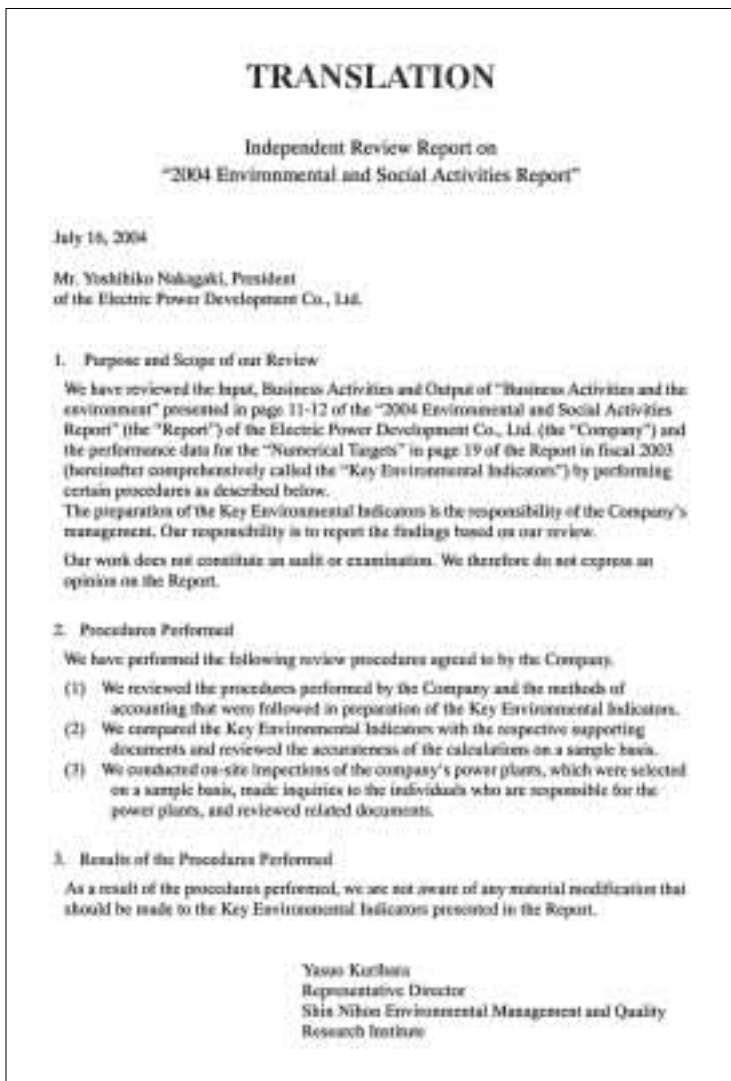 TRANSLATION
Independent Review Report on
“2004 Environmental and Social Activities Report”
July 16, 2004
Mr. Yoshihiko Nakagaki, President
of the Electric Power Development Co., Ltd.
1. Purpose and Scope of our Review
We have reviewed the Input, Business Activities and Output of “Business Activities and the
environment” presented in page 11-12 of the “2004 Environmental and Social Activities
Report” (the “Report”) of the Electric Power Development Co., Ltd. (the “Company”) and
the performance data for the “Numerical Targets” in page 19 of the Report in fiscal 2003
(hereinafter comprehensively called the “Key Environmental Indicators”) by performing
certain procedures as described below.
The preparation of the Key Environmental Indicators is the responsibility of the Company’s
management. Our responsibility is to report the findings based on our review.
Our work does not constitute an audit or examination. We therefore do not express an
opinion on the Report.
2. Procedures Performed
We have performed the following review procedures agreed to by the Company.
(1) We reviewed the procedures performed by the Company and the methods of
accounting that were followed in preparation of the Key Environmental Indicators.
(2) We compared the Key Environmental Indicators with the respective supporting
documents and reviewed the accurateness of the calculations on a sample basis.
(3) We conducted on-site inspections of the company’s power plants, which were selected
on a sample basis, made inquiries to the individuals who are responsible for the
power plants, and reviewed related documents.
3. Results of the Procedures Performed
As a result of the procedures performed, we are not aware of any material modification that
should be made to the Key Environmental Indicators presented in the Report.
Yasuo Kurihara
Representative Director
Shin Nihon Environmental Management and Quality
Research Institute